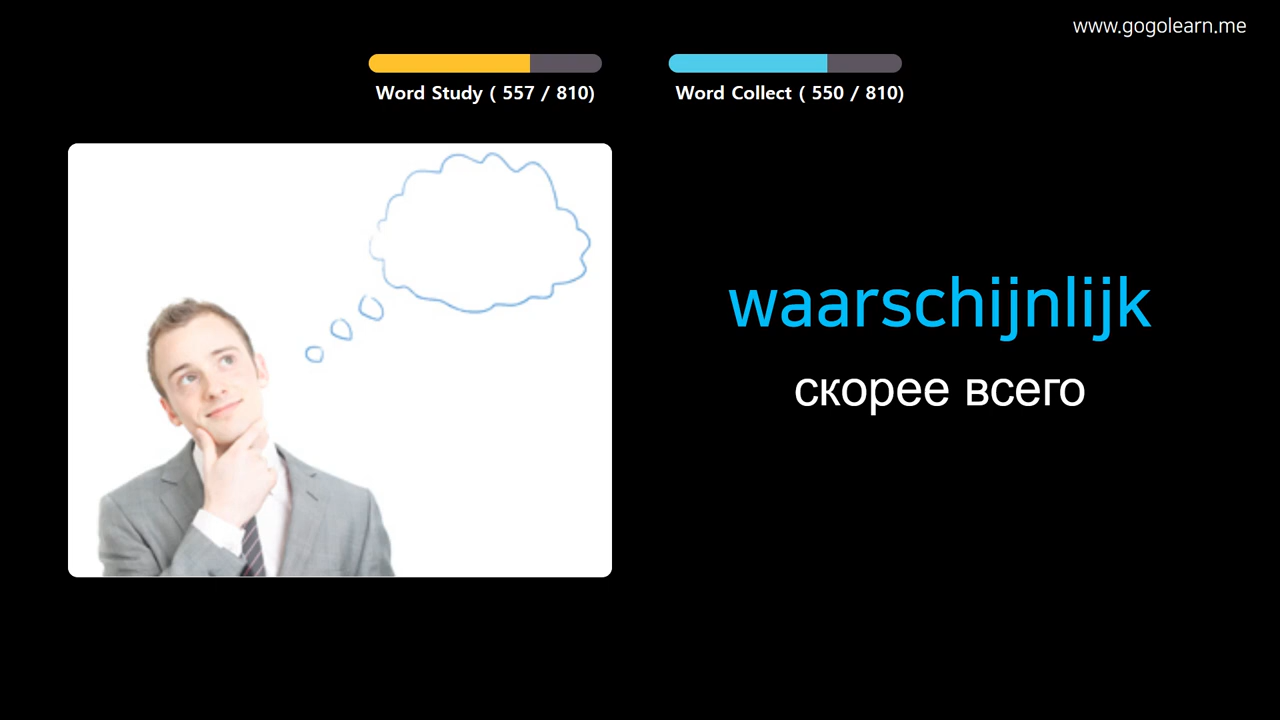 www.gogolearn.me
Word Study ( 557 / 810)
Word Collect ( 550 / 810)
waarschijnlijk
скорее всего